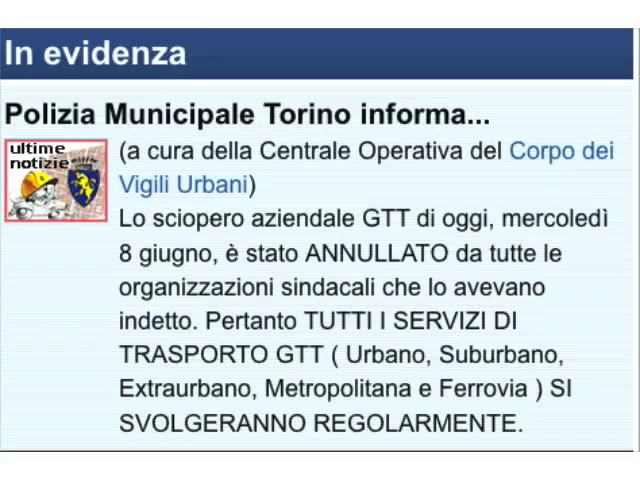 In evidenza
Polizia Municipale Torino informa...
ultime
notizie
(a cura della Centrale Operativa del Corpo dei
Vigili Urbani)
Lo sciopero aziendale GTT di oggi, mercoledì
8 giugno, è stato ANNULLATO da tutte le
organizzazioni sindacali che lo avevano
indetto. Pertanto TUTTI I SERVIZI DI
TRASPORTO GTT ( Urbano, Suburbano,
Extraurbano, Metropolitana e Ferrovia ) SI
SVOLGERANNO REGOLARMENTE.